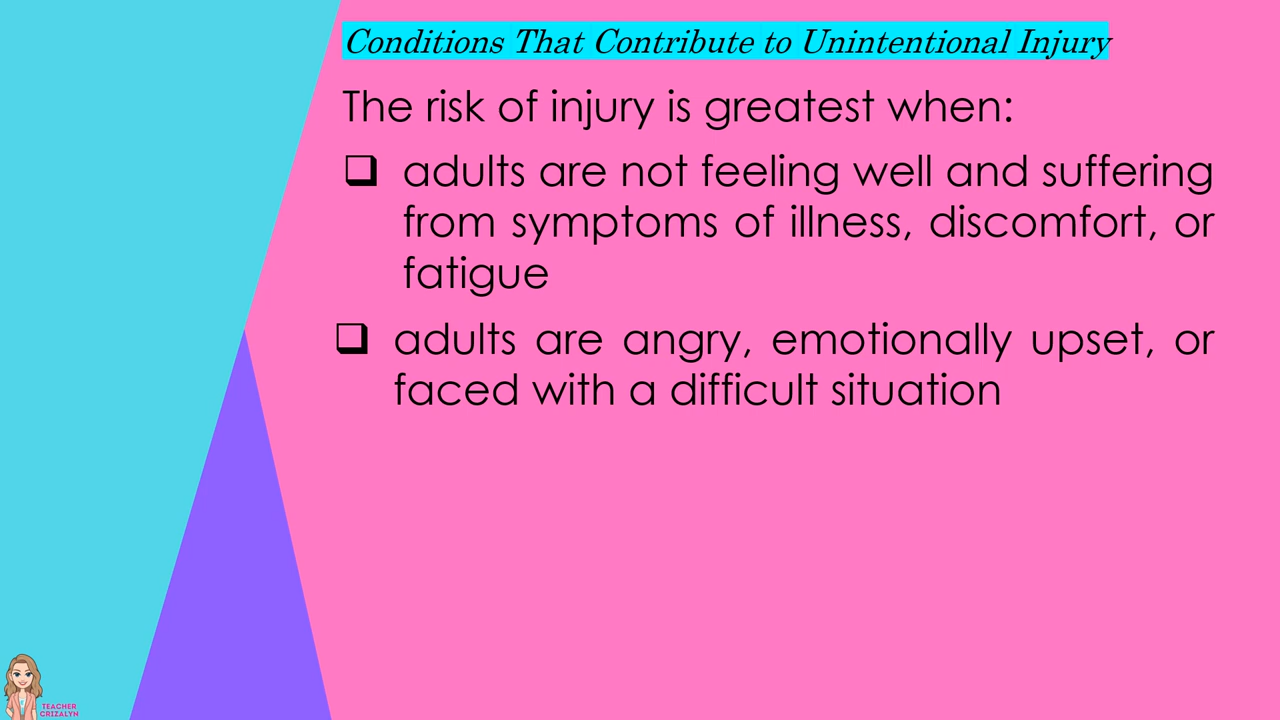 Conditions That Contribute to Unintentional Injury
The risk of injury is greatest when:
❑ adults are not feeling well and suffering
from symptoms of illness, discomfort, or
fatigue
❑ adults are angry, emotionally upset, or
faced with a difficult situation
TEACHER
CRIZALYN